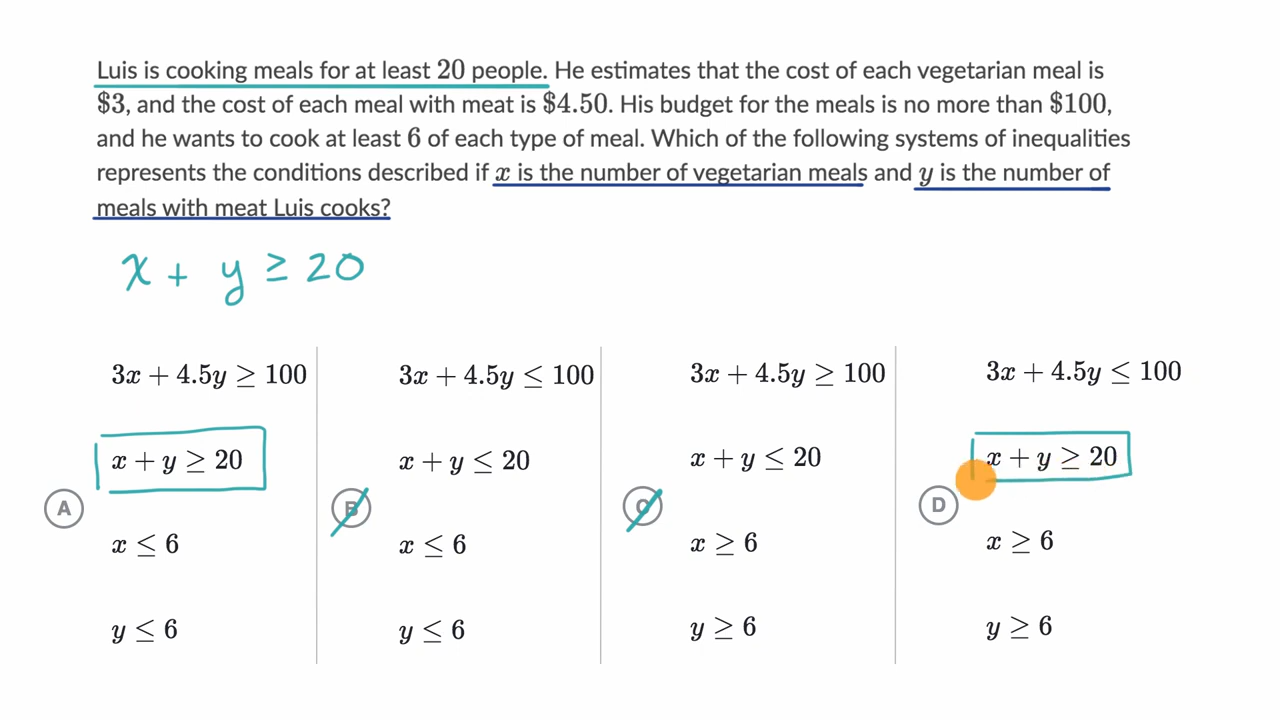 Luis is cooking meals for at least 20 people. He estimates that the cost of each vegetarian meal is
$3, and the cost of each meal with meat is $4.50. His budget for the meals is no more than $100,
and he wants to cook at least 6 of each type of meal. Which of the following systems of inequalities
represents the conditions described if x is the number of vegetarian meals and y is the number of
meals with meat Luis cooks?
x + y ≥ 20
A
3x + 4.5y ≥ 100
x + y ≥ 20
x ≤ 6
y ≤ 6
B
3x + 4.5y ≤ 100
x + y ≤ 20
x ≤ 6
y ≤ 6
C
3x + 4.5y ≥ 100
x + y ≤ 20
x ≥ 6
y ≥ 6
D
3x + 4.5y ≤ 100
x + y ≥ 20
x ≥ 6
y ≥ 6